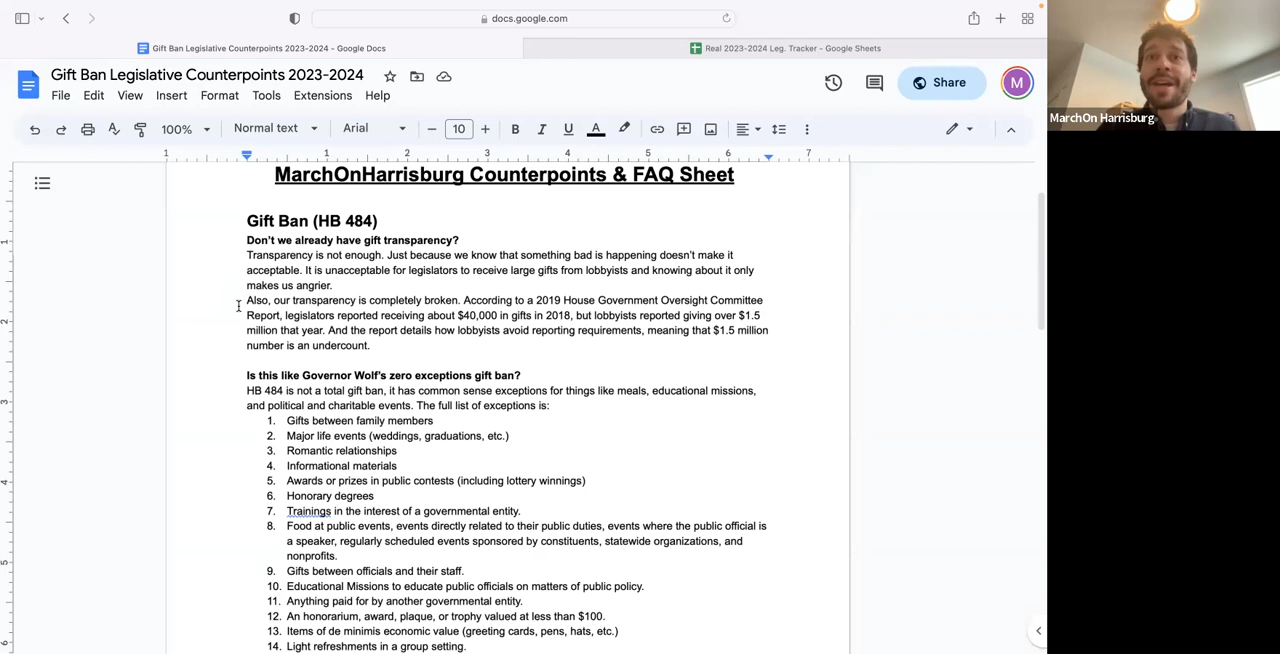 docs.google.com
Gift Ban Legislative Counterpoints 2023-2024 - Google Docs
Real 2023-2024 Leg. Tracker - Google Sheets
Gift Ban Legislative Counterpoints 2023-2024
Share
M
File Edit View Insert Format Tools Extensions Help
100% Normal text Arial 10 B I U A
1 1 2 3 4 5 6 7
MarchOnHarrisburg Counterpoints & FAQ Sheet
Gift Ban (HB 484)
Don't we already have gift transparency?
Transparency is not enough. Just because we know that something bad is happening doesn't make it
acceptable. It is unacceptable for legislators to receive large gifts from lobbyists and knowing about it only
makes us angrier.
Also, our transparency is completely broken. According to a 2019 House Government Oversight Committee
Report, legislators reported receiving about $40,000 in gifts in 2018, but lobbyists reported giving over $1.5
million that year. And the report details how lobbyists avoid reporting requirements, meaning that $1.5 million
number is an undercount.
Is this like Governor Wolf's zero exceptions gift ban?
HB 484 is not a total gift ban, it has common sense exceptions for things like meals, educational missions,
and political and charitable events. The full list of exceptions is:
1. Gifts between family members
2. Major life events (weddings, graduations, etc.)
3. Romantic relationships
4. Informational materials
5. Awards or prizes in public contests (including lottery winnings)
6. Honorary degrees
7. Trainings in the interest of a governmental entity.
8. Food at public events, events directly related to their public duties, events where the public official is
a speaker, regularly scheduled events sponsored by constituents, statewide organizations, and
nonprofits.
9. Gifts between officials and their staff.
10. Educational Missions to educate public officials on matters of public policy.
11. Anything paid for by another governmental entity.
12. An honorarium, award, plaque, or trophy valued at less than $100.
13. Items of de minimis economic value (greeting cards, pens, hats, etc.)
14. Light refreshments in a group setting.
1
2
3
4
5
6
MarchOn Harrisburg